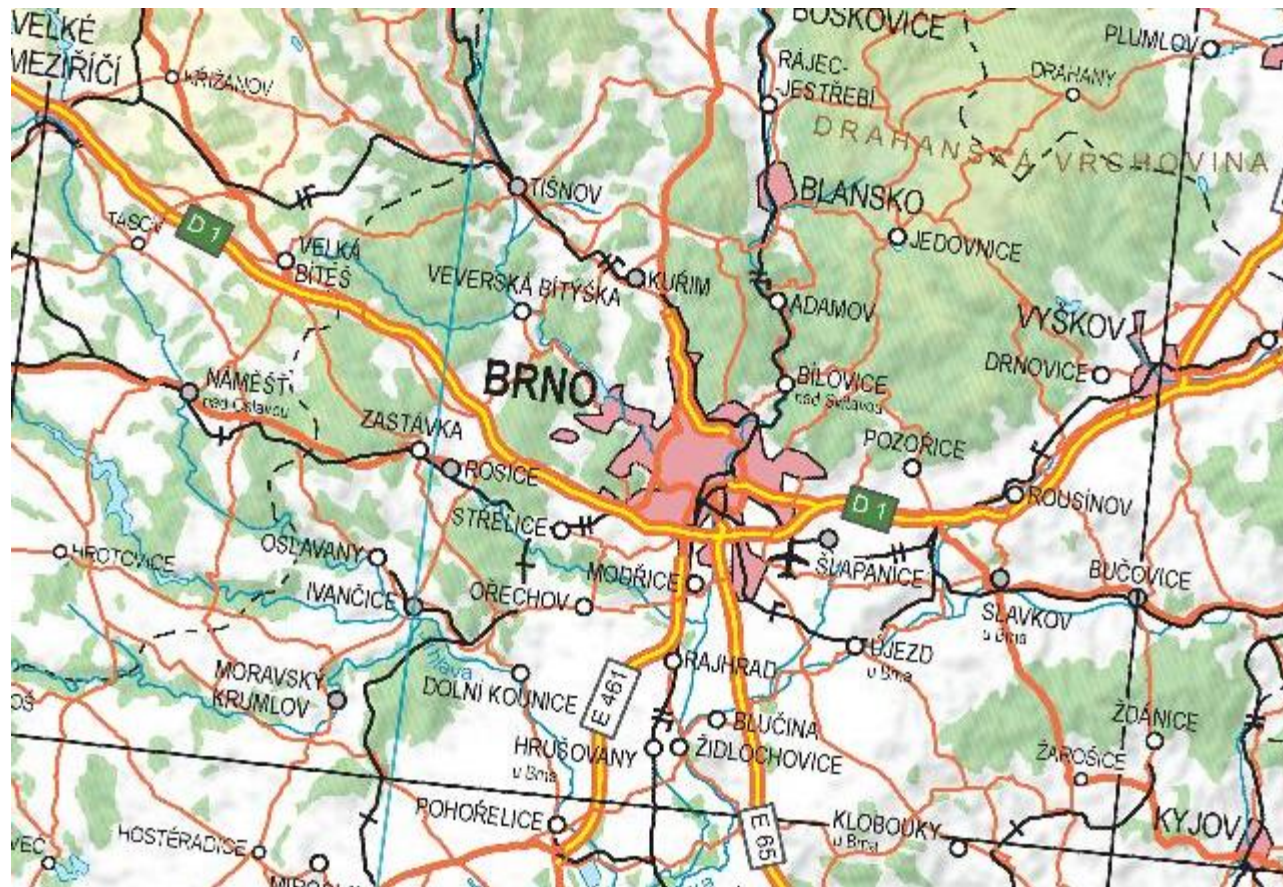 VELKÉ
MEZIŘÍČÍ
KŘÍŽANOV
BOSKOVICE
RÁJEC-
JESTŘEBÍ
PLUMLOV
DRAHANY
DRAHANSKÁ VRCHOVINA
TIŠNOV
BLANSKO
JEDOVNICE
TASOV
D 1
VELKÁ
BÍTEŠ
VEVERSKÁ BÍTÝŠKA
KUŘIM
ADAMOV
VYŠKOV
DRNOVICE
BRNO
BÍLOVICE
nad Svitavou
NÁMĚŠŤ
nad Oslavou
ZASTÁVKA
ROSICE
POZOŘICE
ROUSÍNOV
D 1
STŘELICE
HROTOVICE
OSLAVANY
IVANČICE
OŘECHOV
MODŘICE
ŠLAPANICE
BUČOVICE
SLAVKOV
u Brna
ÚJEZD
u Brna
RAJHRAD
MORAVSKÝ
KRUMLOV
DOLNÍ KOUNICE
E 461
BLUČINA
ŽIDLOCHOVICE
HRUŠOVANY
u Brna
ŽDÁNICE
ŽAROŠICE
POHOŘELICE
E 65
KLOBOUKY
u Brna
KYJOV
HOSTĚRADICE